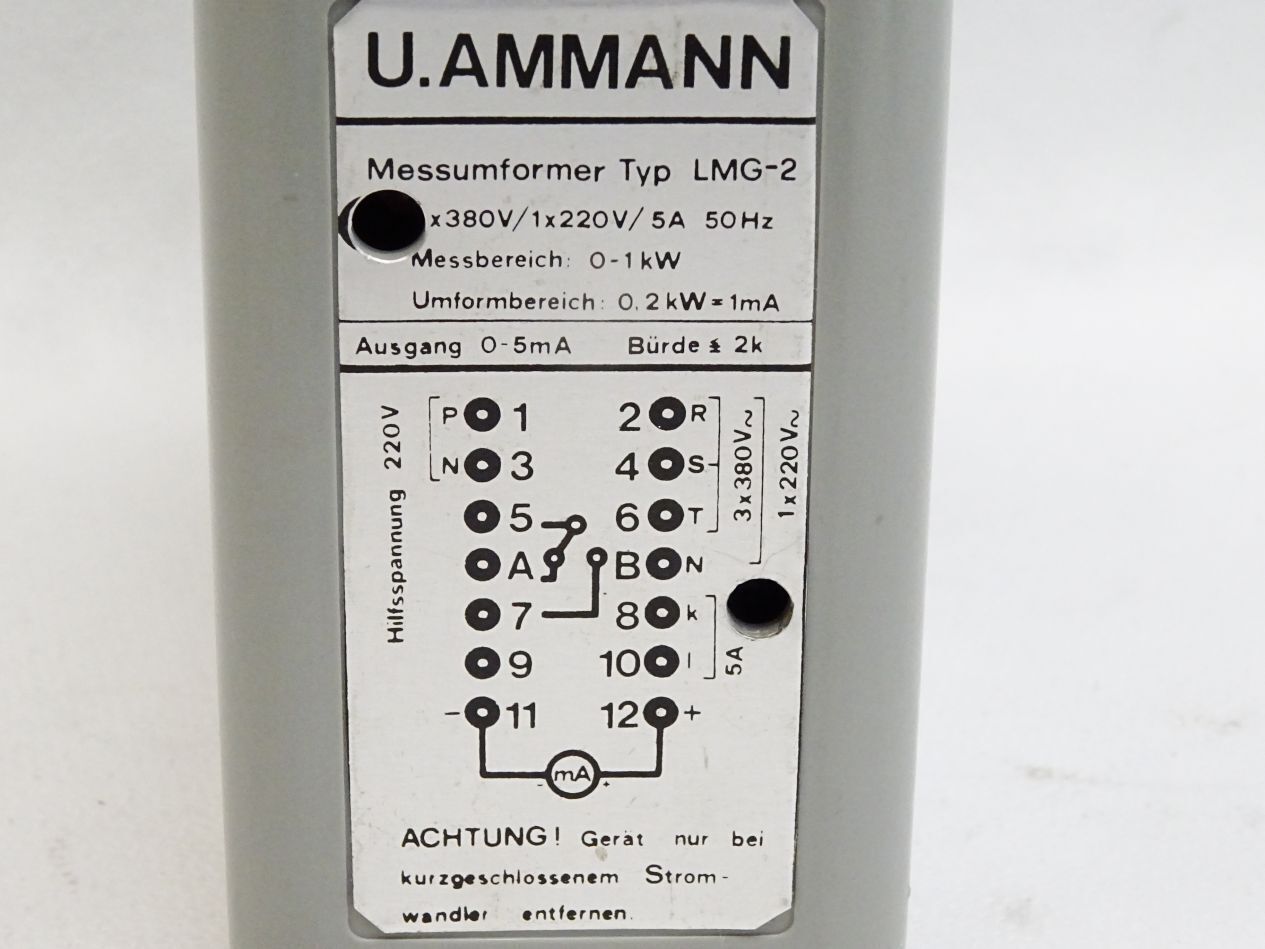 U.AMMANN
Messumformer Typ LMG-2
x380V/1x220V/5A 50Hz
Messbereich: 0-1kW
Umformbereich: 0,2kW=1mA
Ausgang 0-5mA Bürde ≤ 2k
Hilfsspannung 220V
P 1 2 R
N 3 4 S
5 6 T
A B N
7 8 k
9 10 l
- 11 12 +
3x380V~
1x220V~
5A
- mA +
ACHTUNG! Gerät nur bei
kurzgeschlossenem Strom-
wandler entfernen.